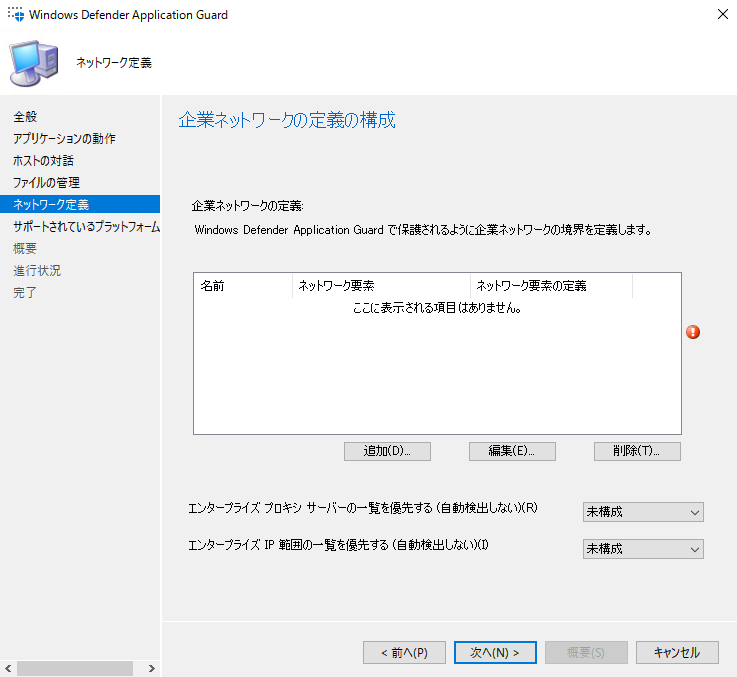 Windows Defender Application Guard
ネットワーク定義
全般
アプリケーションの動作
ホストの対話
ファイルの管理
ネットワーク定義
サポートされているプラットフォーム
概要
進行状況
完了
企業ネットワークの定義の構成
企業ネットワークの定義:
Windows Defender Application Guard で保護されるように企業ネットワークの境界を定義します。
名前 ネットワーク要素 ネットワーク要素の定義
ここに表示される項目はありません。
追加(D)... 編集(E)... 削除(T)...
エンタープライズ プロキシ サーバーの一覧を優先する (自動検出しない)(R) 未構成
エンタープライズ IP 範囲の一覧を優先する (自動検出しない)(I) 未構成
< 前へ(P) 次へ(N) > 概要(S) キャンセル